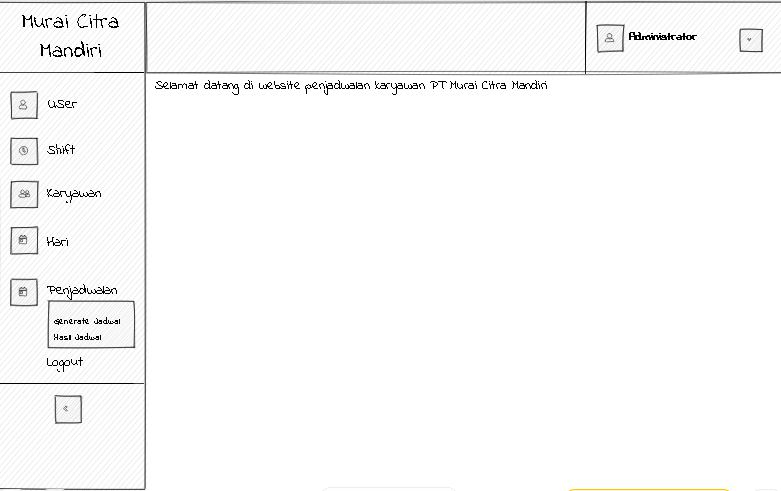 Murai Citra
Mandiri
Administrator
Selamat datang di website penjadwalan karyawan PT Murai Citra Mandiri
User
Shift
Karyawan
Hari
Penjadwalan
Generate Jadwal
Hasil Jadwal
Logout